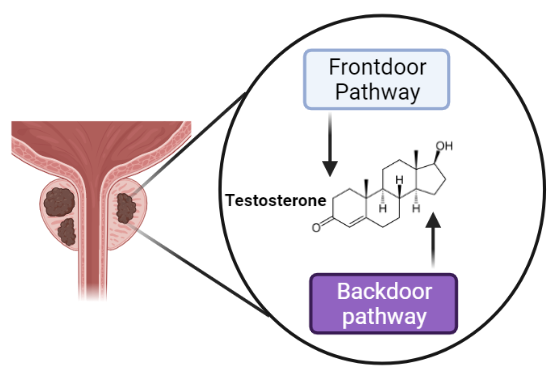 Frontdoor
Pathway
OH
H
Testosterone
H
H
O
Backdoor
pathway